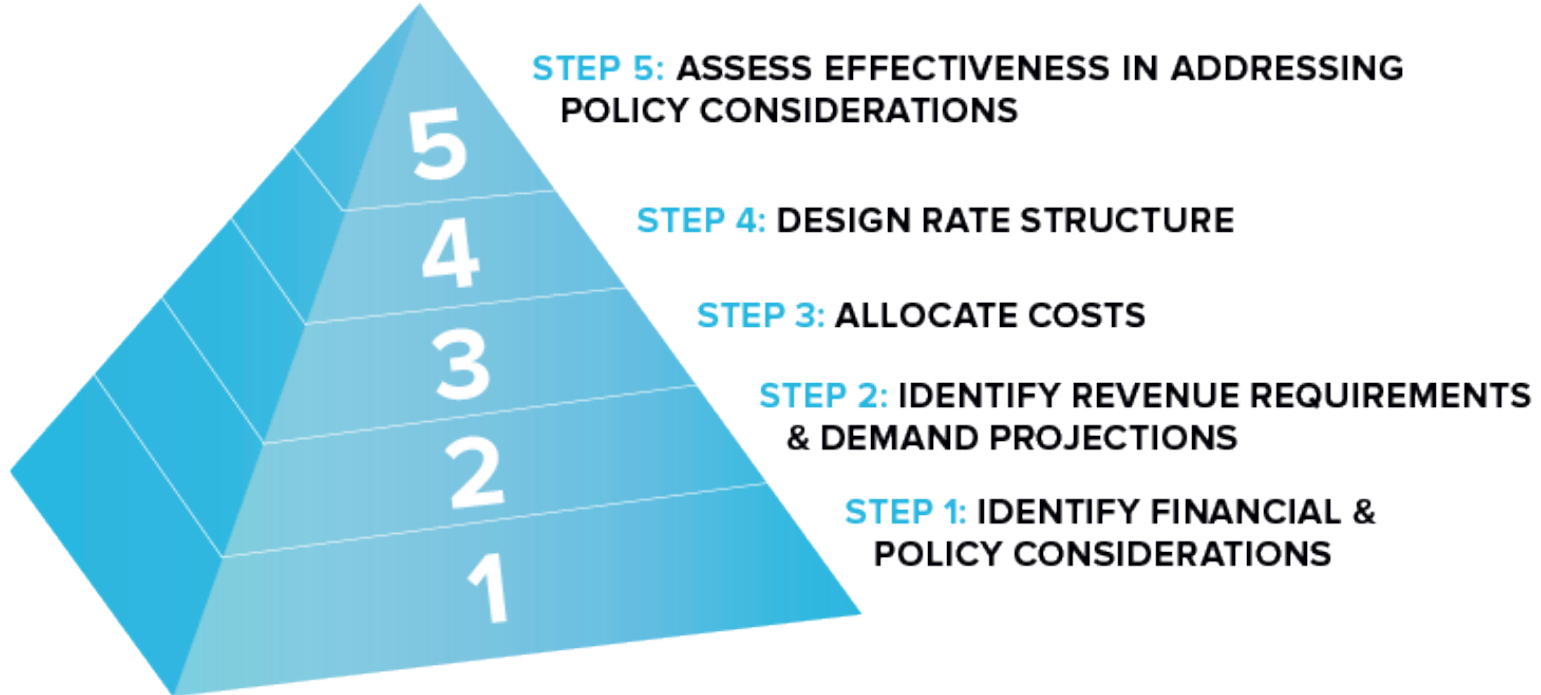 STEP 5: ASSESS EFFECTIVENESS IN ADDRESSING
POLICY CONSIDERATIONS
5
STEP 4: DESIGN RATE STRUCTURE
4
STEP 3: ALLOCATE COSTS
3
STEP 2: IDENTIFY REVENUE REQUIREMENTS
& DEMAND PROJECTIONS
2
STEP 1: IDENTIFY FINANCIAL &
POLICY CONSIDERATIONS
1